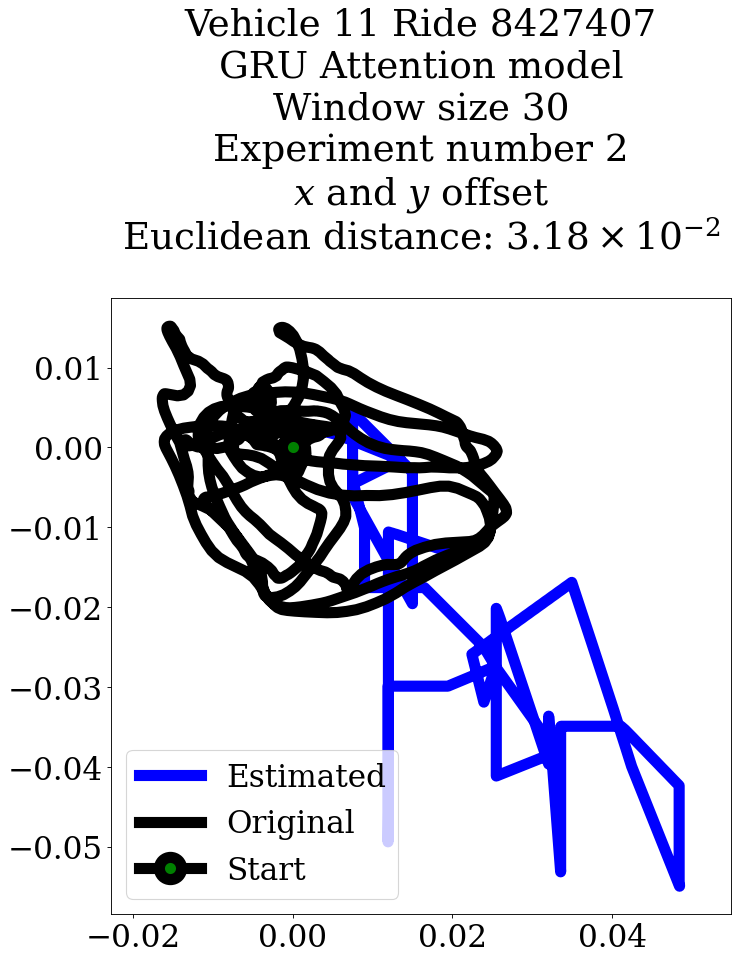 Vehicle 11 Ride 8427407
GRU Attention model
Window size 30
Experiment number 2
x and y offset
Euclidean distance: 3.18 × 10⁻²
0.01
0.00
−0.01
−0.02
−0.03
−0.04
−0.05
Estimated
Original
Start
−0.02 0.00 0.02 0.04